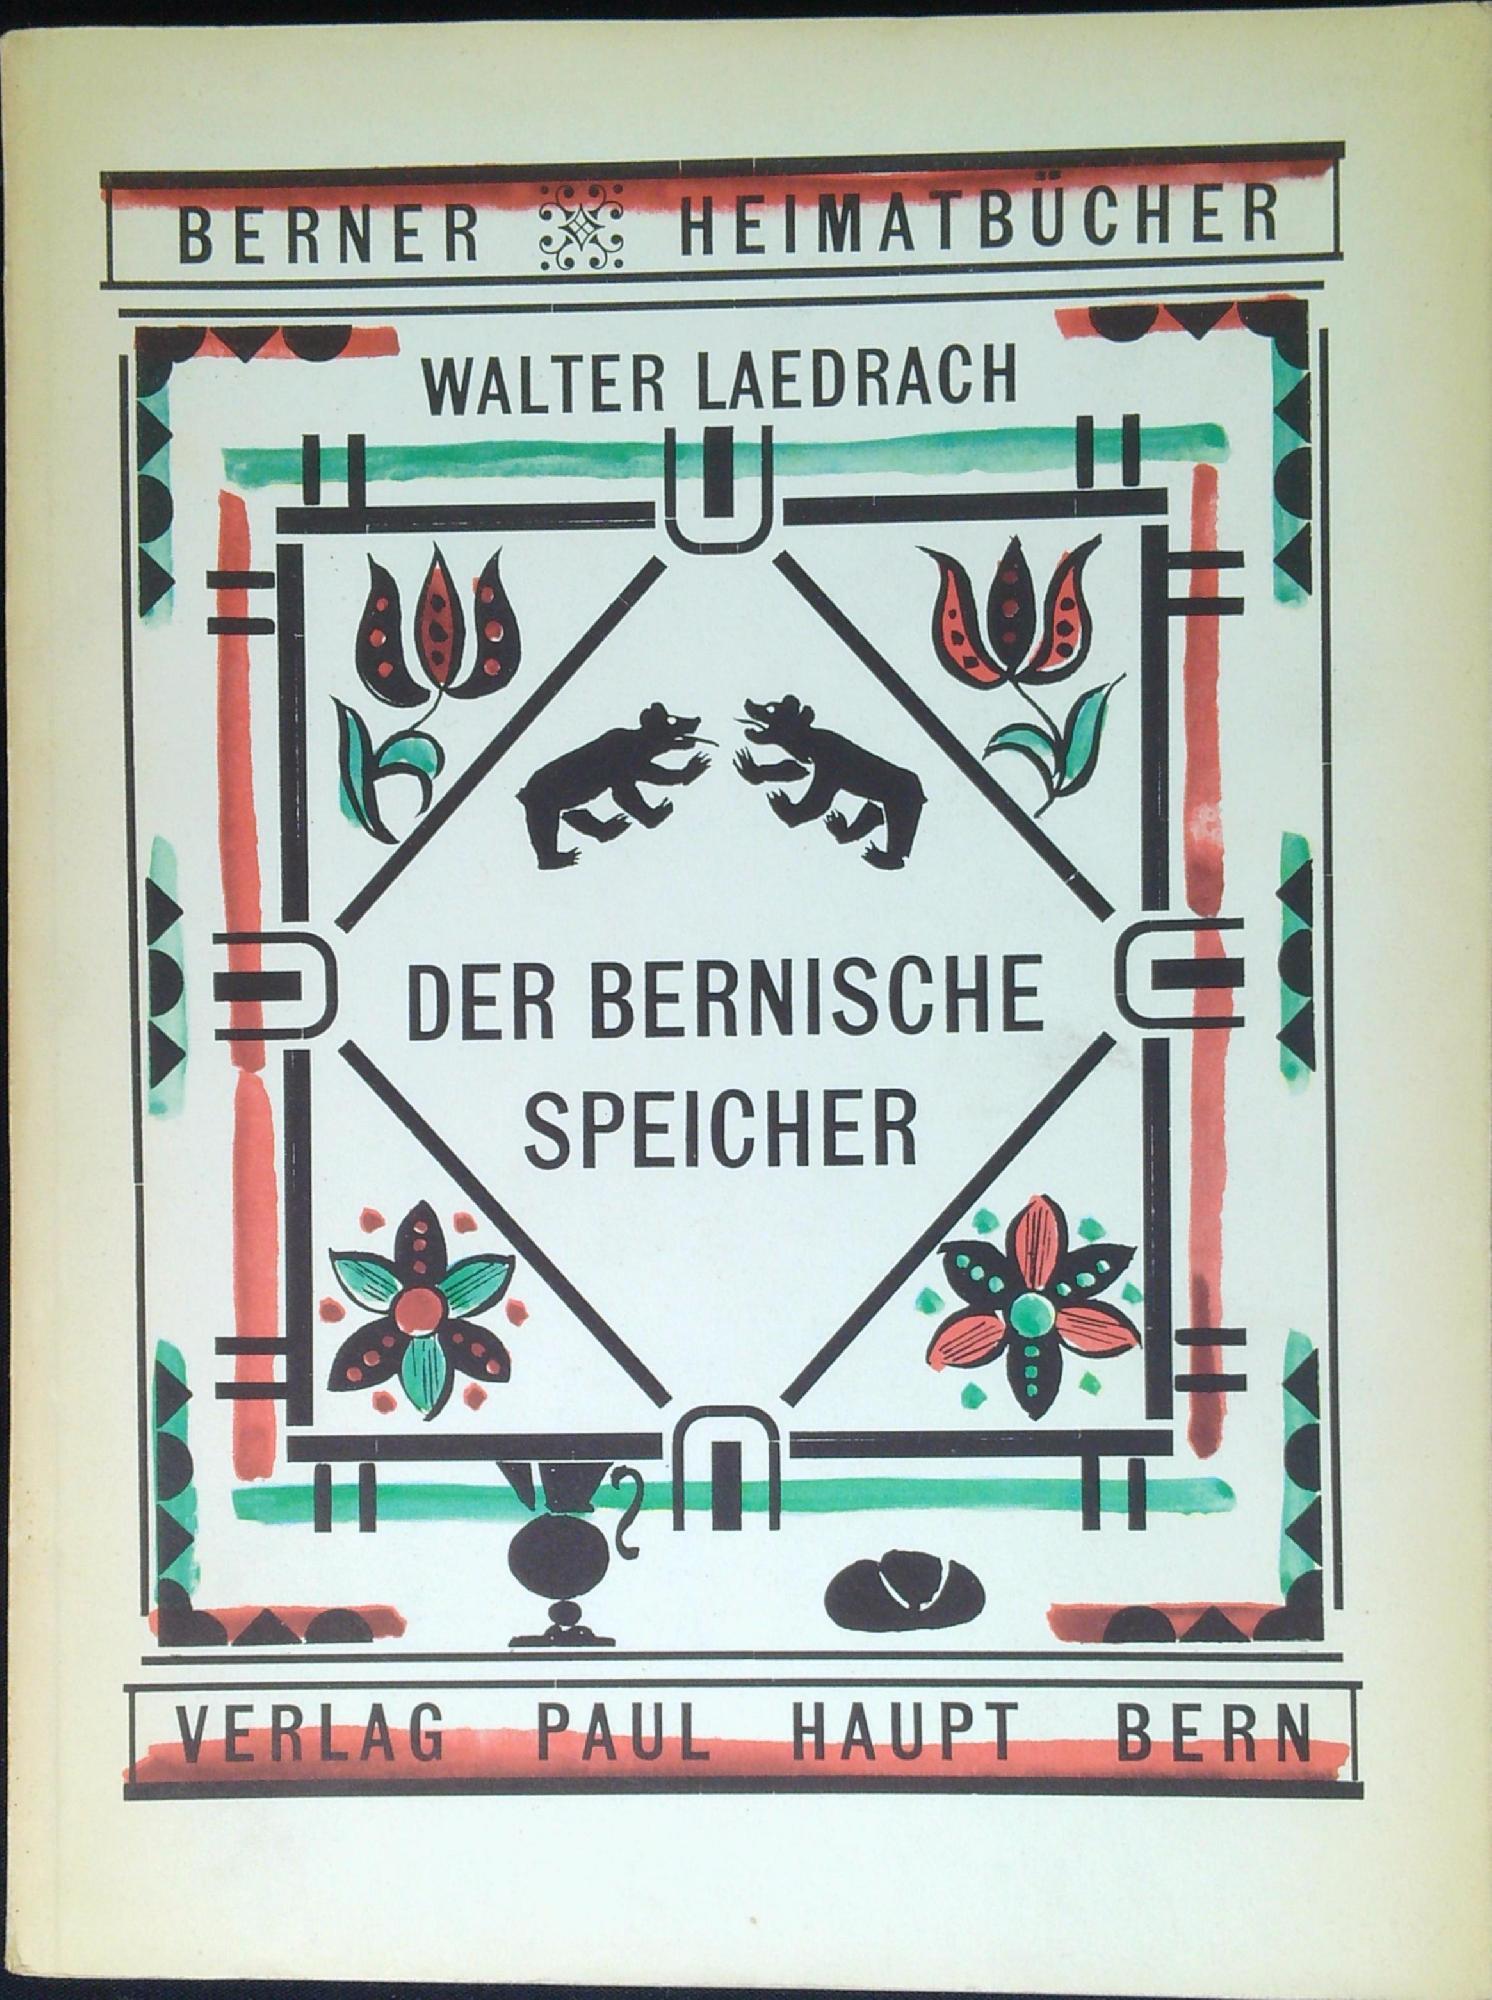 BERNER HEIMATBÜCHER
WALTER LAEDRACH
DER BERNISCHE
SPEICHER
VERLAG PAUL HAUPT BERN